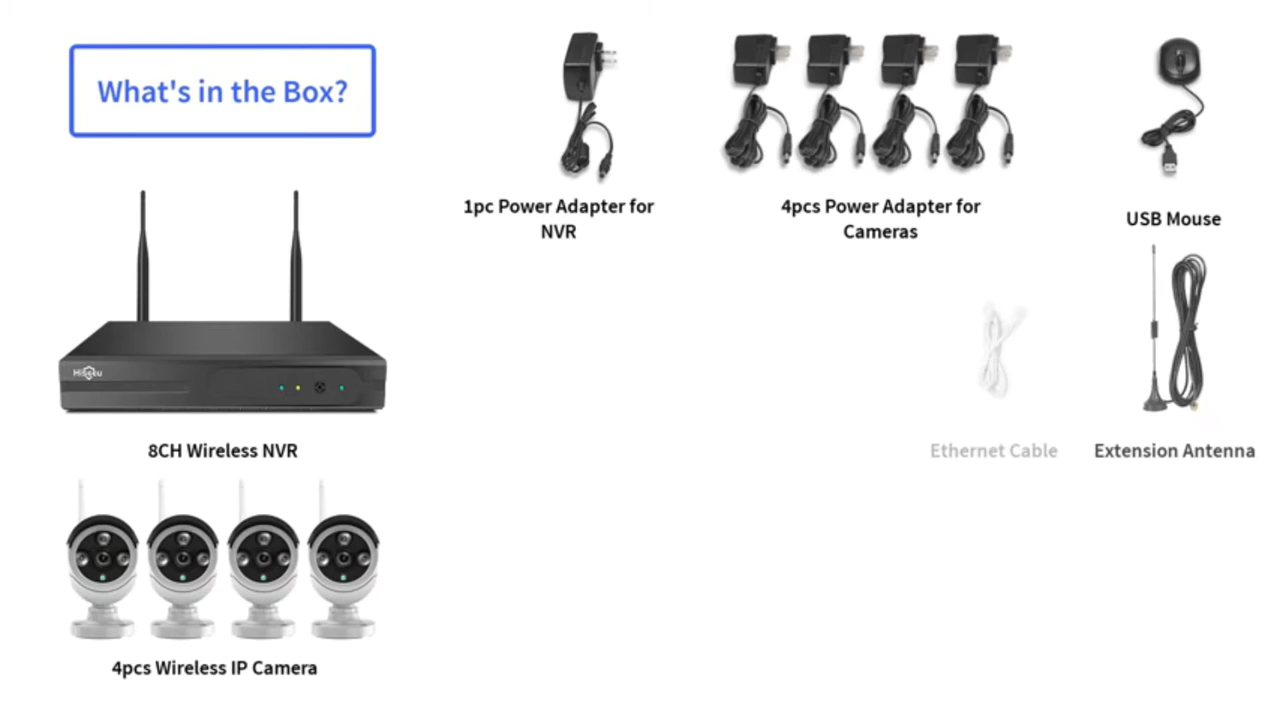 What's in the Box?
1pc Power Adapter for
NVR
4pcs Power Adapter for
Cameras
USB Mouse
HiSeeu
8CH Wireless NVR
Ethernet Cable
Extension Antenna
4pcs Wireless IP Camera